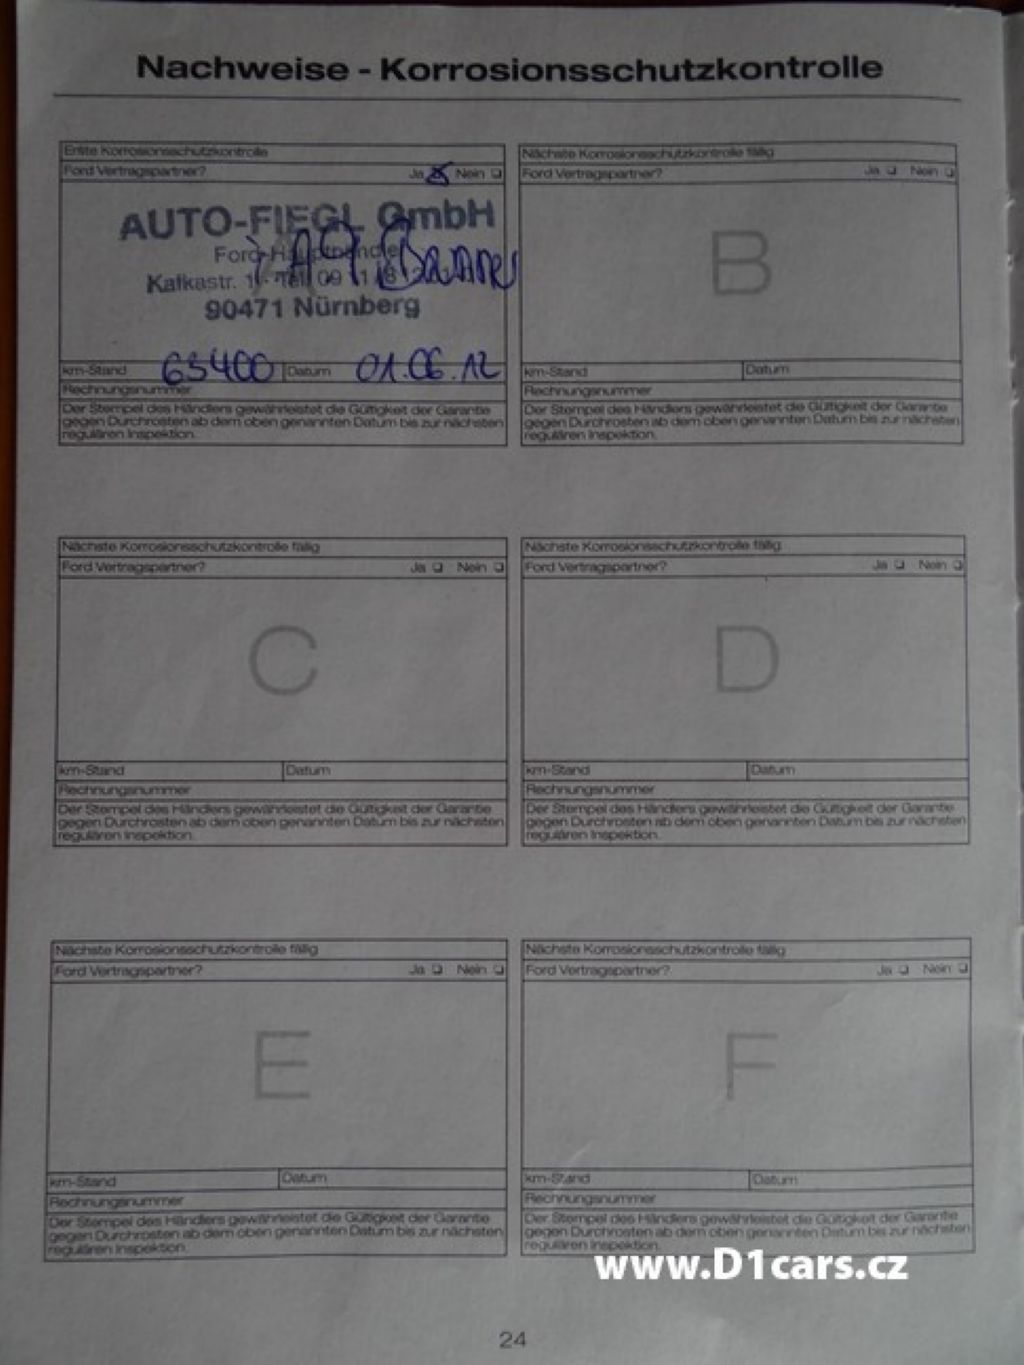 Nachweise - Korrosionsschutzkontrolle
Erste Korrosionsschutzkontrolle
Ford Vertragspartner? Ja Nein
AUTO-FIEGL GmbH
Ford-Haupthändler
Kafkastr.
90471 Nürnberg
km-Stand 63400 Datum 01.06.12
Rechnungsnummer
Der Stempel des Händlers gewährleistet die Gültigkeit der Garantie
gegen Durchrosten ab dem oben genannten Datum bis zur nächsten
regulären Inspektion.
Nächste Korrosionsschutzkontrolle fällig
Ford Vertragspartner? Ja Nein
B
km-Stand Datum
Rechnungsnummer
Der Stempel des Händlers gewährleistet die Gültigkeit der Garantie
gegen Durchrosten ab dem oben genannten Datum bis zur nächsten
regulären Inspektion.
Nächste Korrosionsschutzkontrolle fällig
Ford Vertragspartner? Ja Nein
C
km-Stand Datum
Rechnungsnummer
Der Stempel des Händlers gewährleistet die Gültigkeit der Garantie
gegen Durchrosten ab dem oben genannten Datum bis zur nächsten
regulären Inspektion.
Nächste Korrosionsschutzkontrolle fällig
Ford Vertragspartner? Ja Nein
D
km-Stand Datum
Rechnungsnummer
Der Stempel des Händlers gewährleistet die Gültigkeit der Garantie
gegen Durchrosten ab dem oben genannten Datum bis zur nächsten
regulären Inspektion.
Nächste Korrosionsschutzkontrolle fällig
Ford Vertragspartner? Ja Nein
E
km-Stand Datum
Rechnungsnummer
Der Stempel des Händlers gewährleistet die Gültigkeit der Garantie
gegen Durchrosten ab dem oben genannten Datum bis zur nächsten
regulären Inspektion.
Nächste Korrosionsschutzkontrolle fällig
Ford Vertragspartner? Ja Nein
F
km-Stand Datum
Rechnungsnummer
Der Stempel des Händlers gewährleistet die Gültigkeit der Garantie
gegen Durchrosten ab dem oben genannten Datum bis zur nächsten
regulären Inspektion.
www.D1cars.cz
24